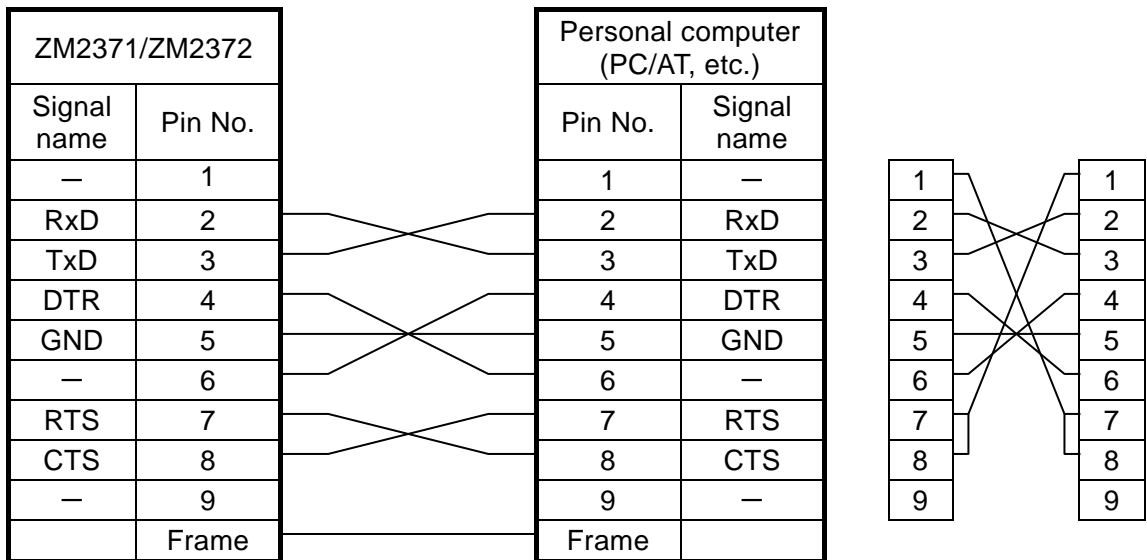 ZM2371/ZM2372
Signal name Pin No.
— 1
RxD 2
TxD 3
DTR 4
GND 5
— 6
RTS 7
CTS 8
— 9
Frame
Personal computer
(PC/AT, etc.)
Pin No. Signal name
1 —
2 RxD
3 TxD
4 DTR
5 GND
6 —
7 RTS
8 CTS
9 —
Frame
1 1
2 2
3 3
4 4
5 5
6 6
7 7
8 8
9 9